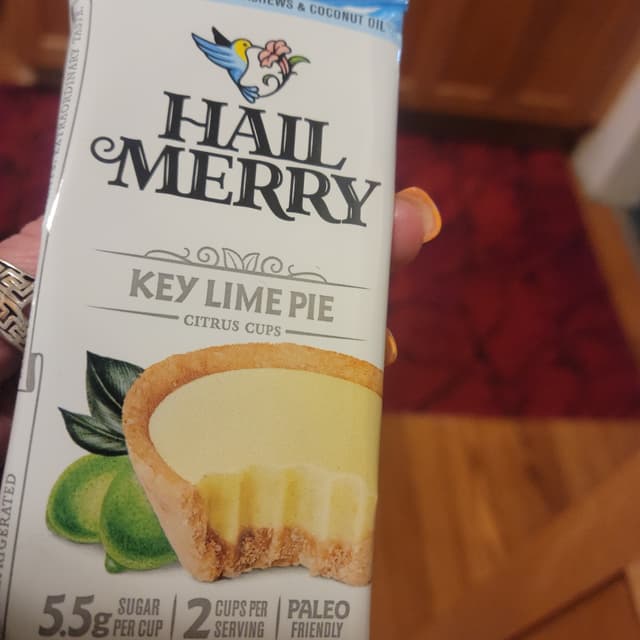 & COCONUT OIL
HAIL
MERRY
KEY LIME PIE
CITRUS CUPS
5.5g SUGAR PER CUP
2 CUPS PER SERVING
PALEO FRIENDLY